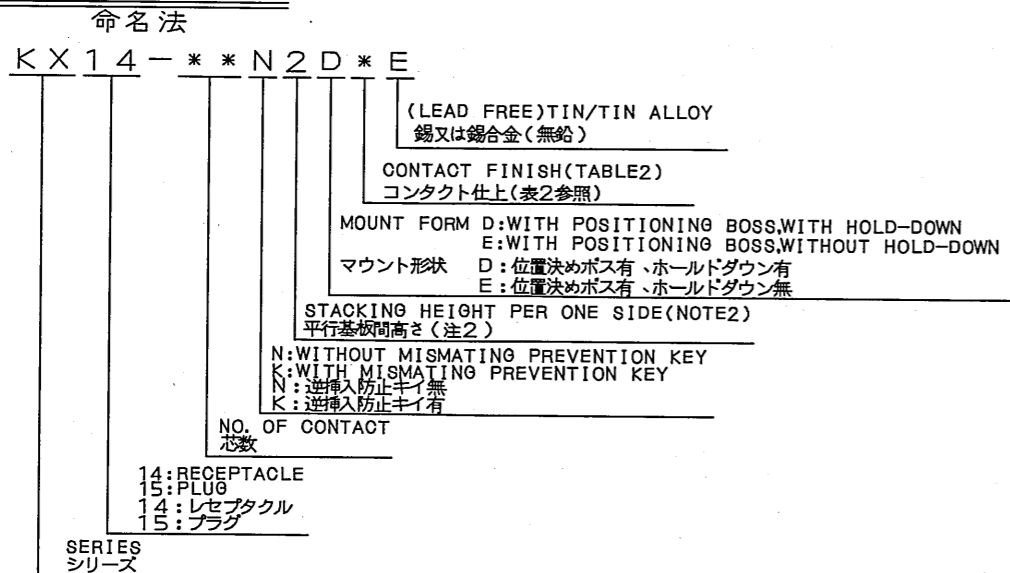 命名法
KX14-**N2D*E
(LEAD FREE)TIN/TIN ALLOY
錫又は錫合金(無鉛)
CONTACT FINISH(TABLE2)
コンタクト仕上(表2参照)
MOUNT FORM D:WITH POSITIONING BOSS,WITH HOLD-DOWN
E:WITH POSITIONING BOSS,WITHOUT HOLD-DOWN
マウント形状 D:位置決めボス有、ホールドダウン有
E:位置決めボス有、ホールドダウン無
STACKING HEIGHT PER ONE SIDE(NOTE2)
平行基板間高さ(注2)
N:WITHOUT MISMATING PREVENTION KEY
K:WITH MISMATING PREVENTION KEY
N:逆挿入防止キイ無
K:逆挿入防止キイ有
NO. OF CONTACT
芯数
14:RECEPTACLE
15:PLUG
14:レセプタクル
15:プラグ
SERIES
シリーズ